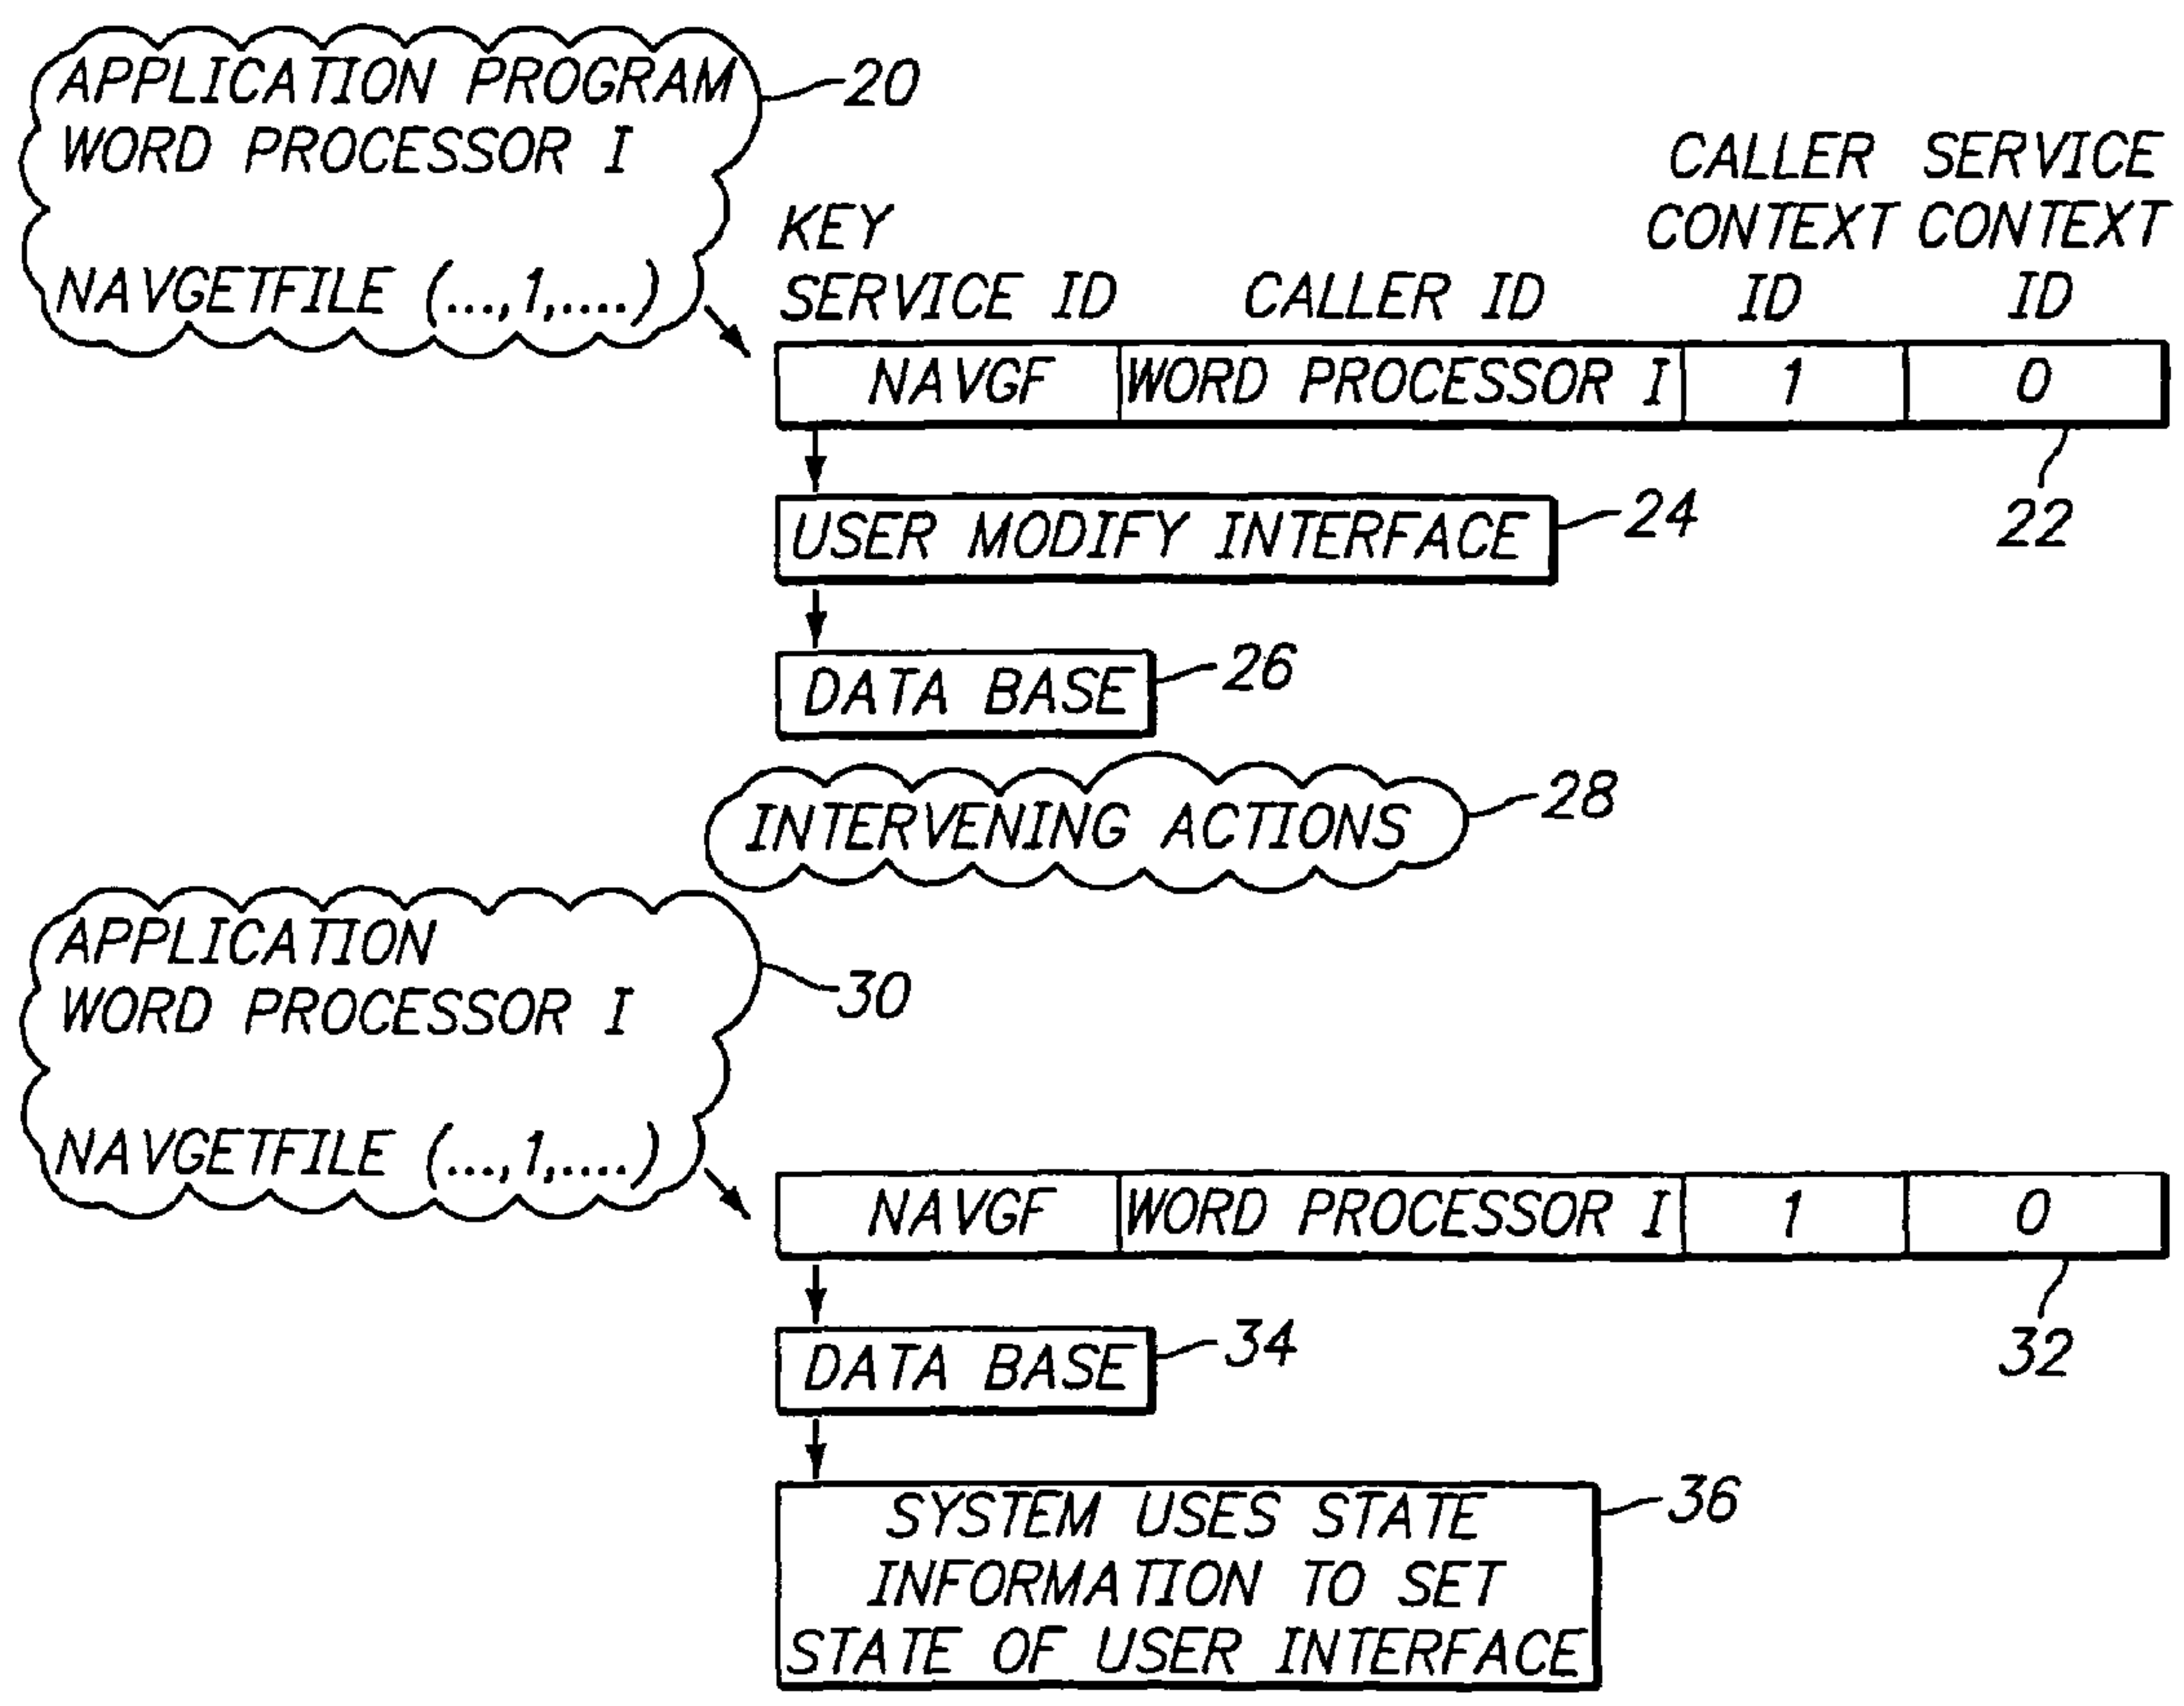 APPLICATION PROGRAM
WORD PROCESSOR I
NAVGETFILE (...,1,....)
20
KEY
SERVICE ID
CALLER ID
CALLER
CONTEXT
ID
SERVICE
CONTEXT
ID
NAVGF
WORD PROCESSOR I
1
0
22
USER MODIFY INTERFACE
24
DATA BASE
26
INTERVENING ACTIONS
28
APPLICATION
WORD PROCESSOR I
NAVGETFILE (...,1,....)
30
NAVGF
WORD PROCESSOR I
1
0
32
DATA BASE
34
SYSTEM USES STATE
INFORMATION TO SET
STATE OF USER INTERFACE
36